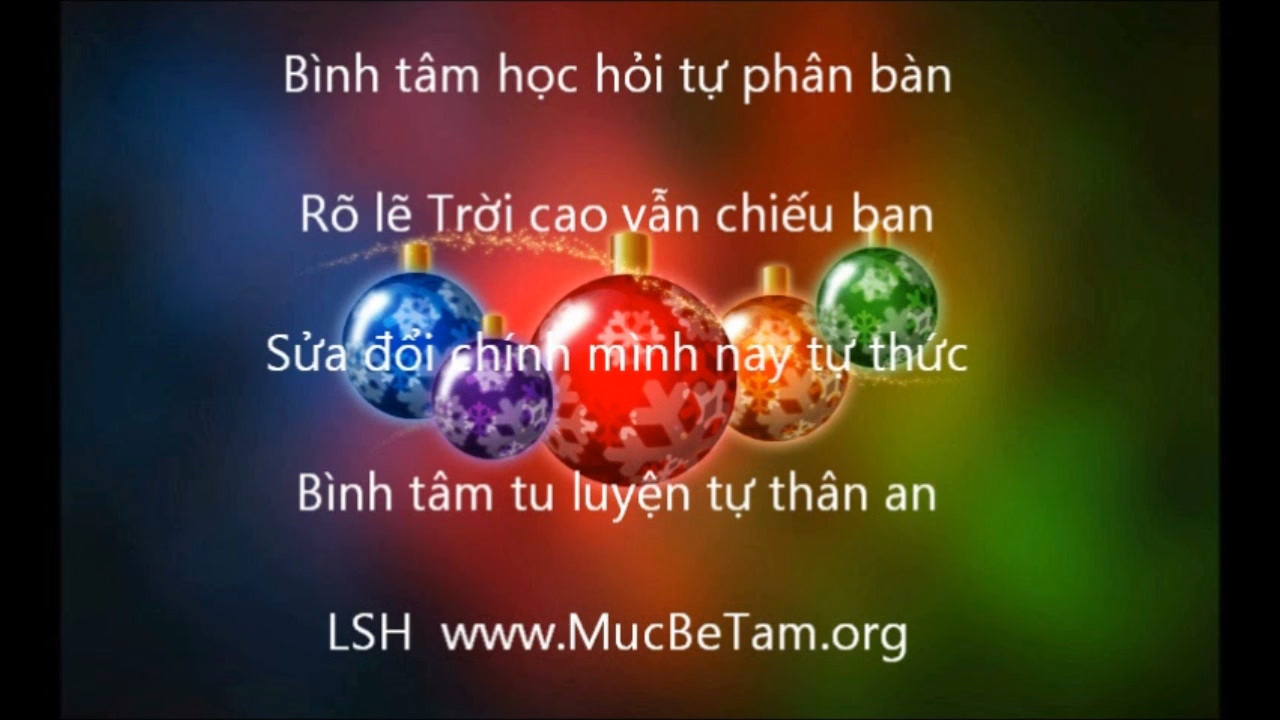 Bình tâm học hỏi tự phân bàn
Rõ lẽ Trời cao vẫn chiếu ban
Sửa đổi chính mình nay tự thức
Bình tâm tu luyện tự thân an
LSH www.MucBeTam.org